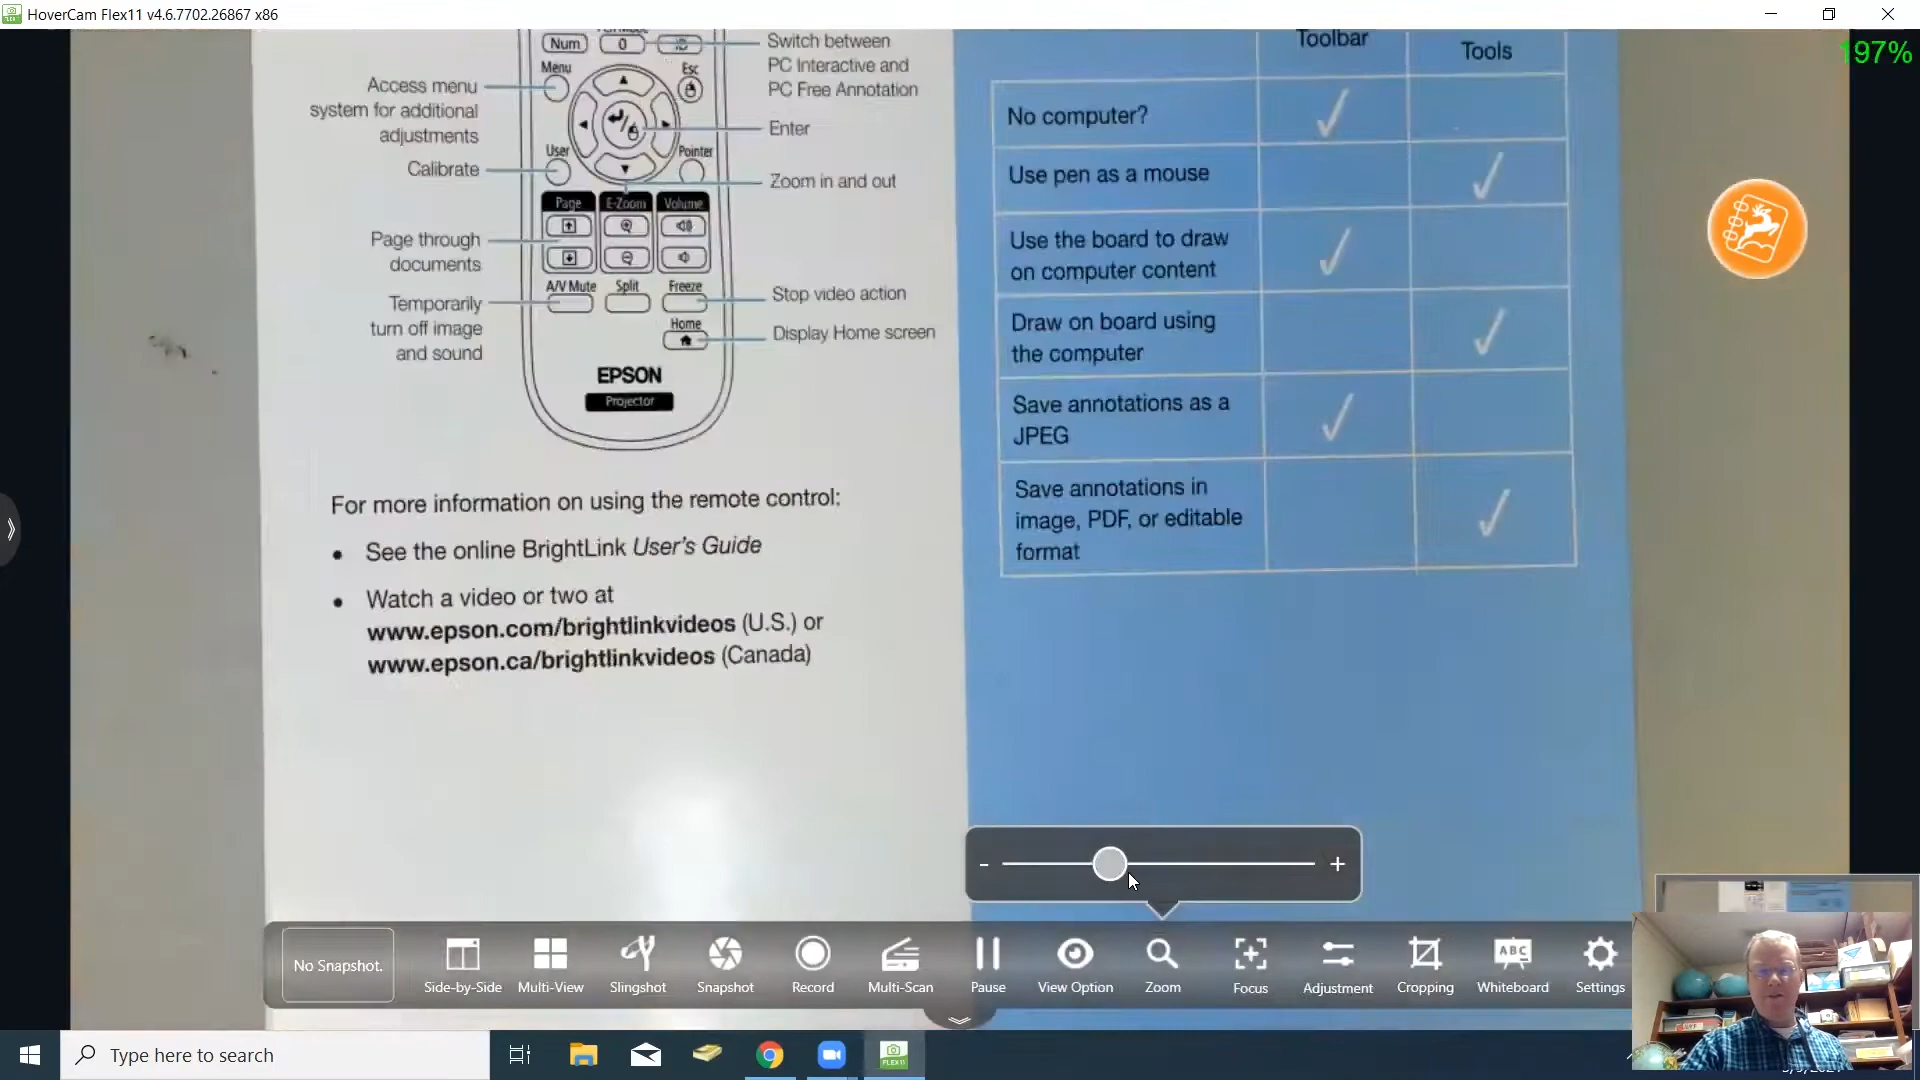 HoverCam Flex11 v4.6.7702.26867 x86
197%
Num
0
Switch between
PC Interactive and
PC Free Annotation
Menu
Esc
Access menu
system for additional
adjustments
Enter
User
Pointer
Calibrate
Zoom in and out
Page
E-Zoom
Volume
Page through
documents
A/V Mute
Split
Freeze
Temporarily
turn off image
and sound
Stop video action
Home
Display Home screen
EPSON
Projector
For more information on using the remote control:
• See the online BrightLink User's Guide
• Watch a video or two at
www.epson.com/brightlinkvideos (U.S.) or
www.epson.ca/brightlinkvideos (Canada)
Toolbar
Tools
No computer?
Use pen as a mouse
Use the board to draw
on computer content
Draw on board using
the computer
Save annotations as a
JPEG
Save annotations in
image, PDF, or editable
format
- +
No Snapshot.
Side-by-Side
Multi-View
Slingshot
Snapshot
Record
Multi-Scan
Pause
View Option
Zoom
Focus
Adjustment
Cropping
ABC
Whiteboard
Settings
Type here to search
FLEX11